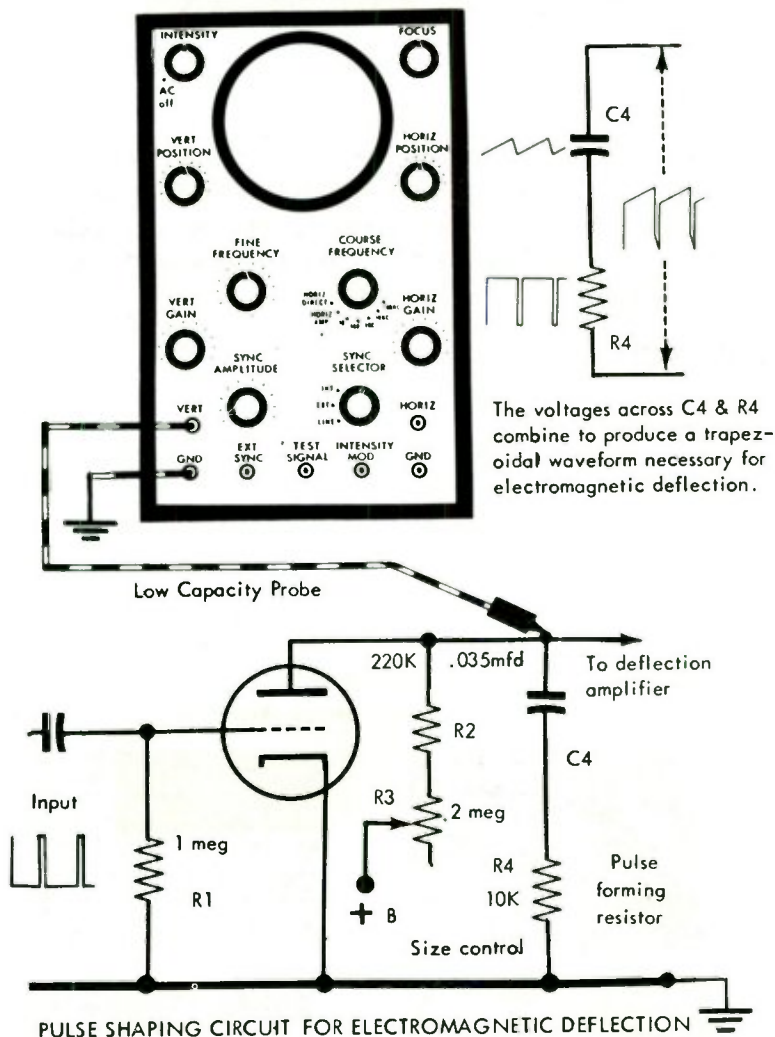 INTENSITY
FOCUS
AC
off
VERT
POSITION
HORIZ
POSITION
FINE
FREQUENCY
COURSE
FREQUENCY
HORIZ
DIRECT
HORIZ
AMP
VERT
GAIN
HORIZ
GAIN
SYNC
AMPLITUDE
SYNC
SELECTOR
INT
EXT
LINE
VERT
HORIZ
GND
EXT
SYNC
TEST
SIGNAL
INTENSITY
MOD
GND
C4
R4
The voltages across C4 & R4
combine to produce a trapez-
oidal waveform necessary for
electromagnetic deflection.
Low Capacity Probe
220K
.035mfd
To deflection
amplifier
R2
C4
Input
R3
2 meg
1 meg
R1
+ B
R4
10K
Pulse
forming
resistor
Size control
PULSE SHAPING CIRCUIT FOR ELECTROMAGNETIC DEFLECTION